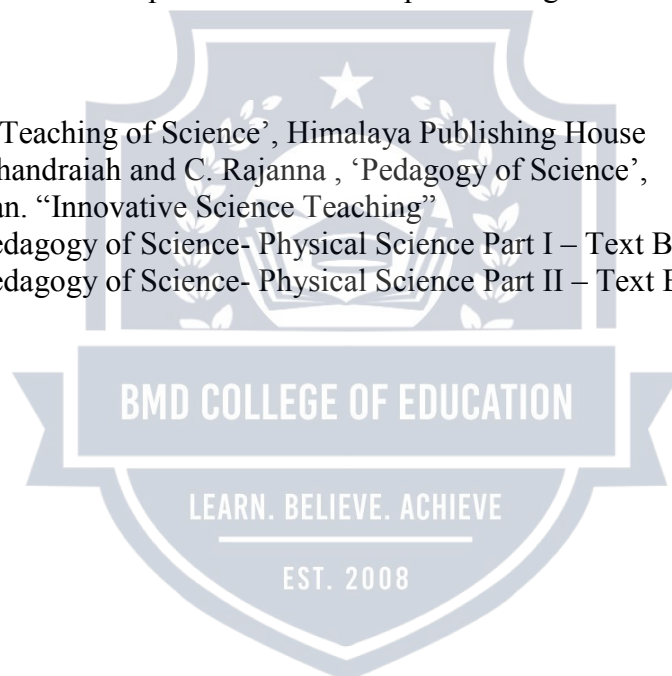 Teaching of Science’, Himalaya Publishing House
handraiah and C. Rajanna , ‘Pedagogy of Science’,
an. “Innovative Science Teaching”
edagogy of Science- Physical Science Part I – Text B
edagogy of Science- Physical Science Part II – Text B
BMD COLLEGE OF EDUCATION
LEARN. BELIEVE. ACHIEVE
EST. 2008